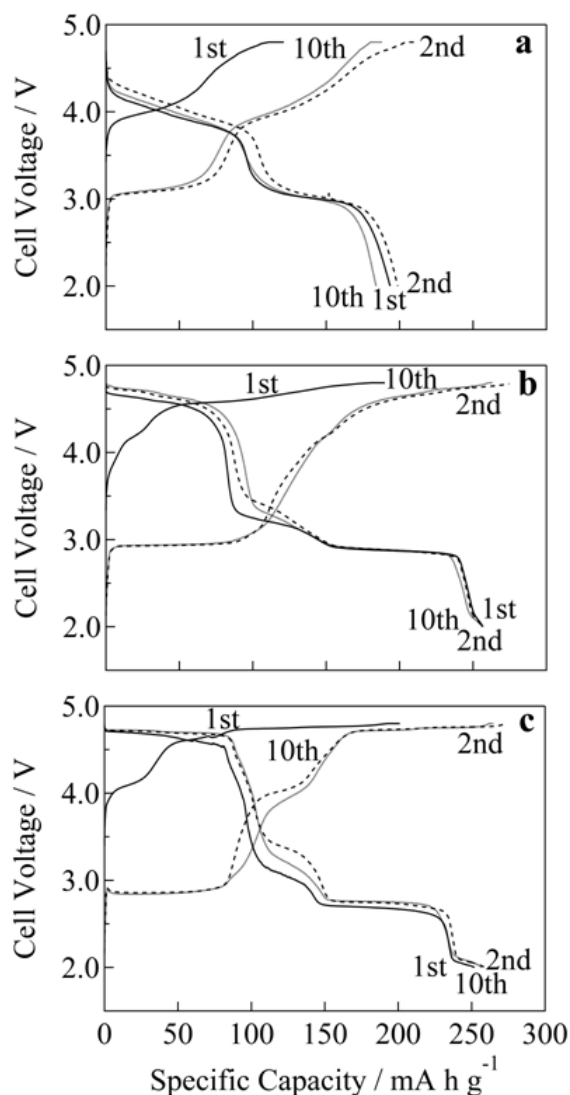 5.0
4.0
3.0
2.0
Cell Voltage / V
1st
10th
2nd
a
10th
1st
2nd
5.0
4.0
3.0
2.0
Cell Voltage / V
1st
10th
2nd
b
10th
1st
2nd
5.0
4.0
3.0
2.0
Cell Voltage / V
1st
10th
2nd
c
1st
2nd
10th
0 50 100 150 200 250 300
Specific Capacity / mA h g-1